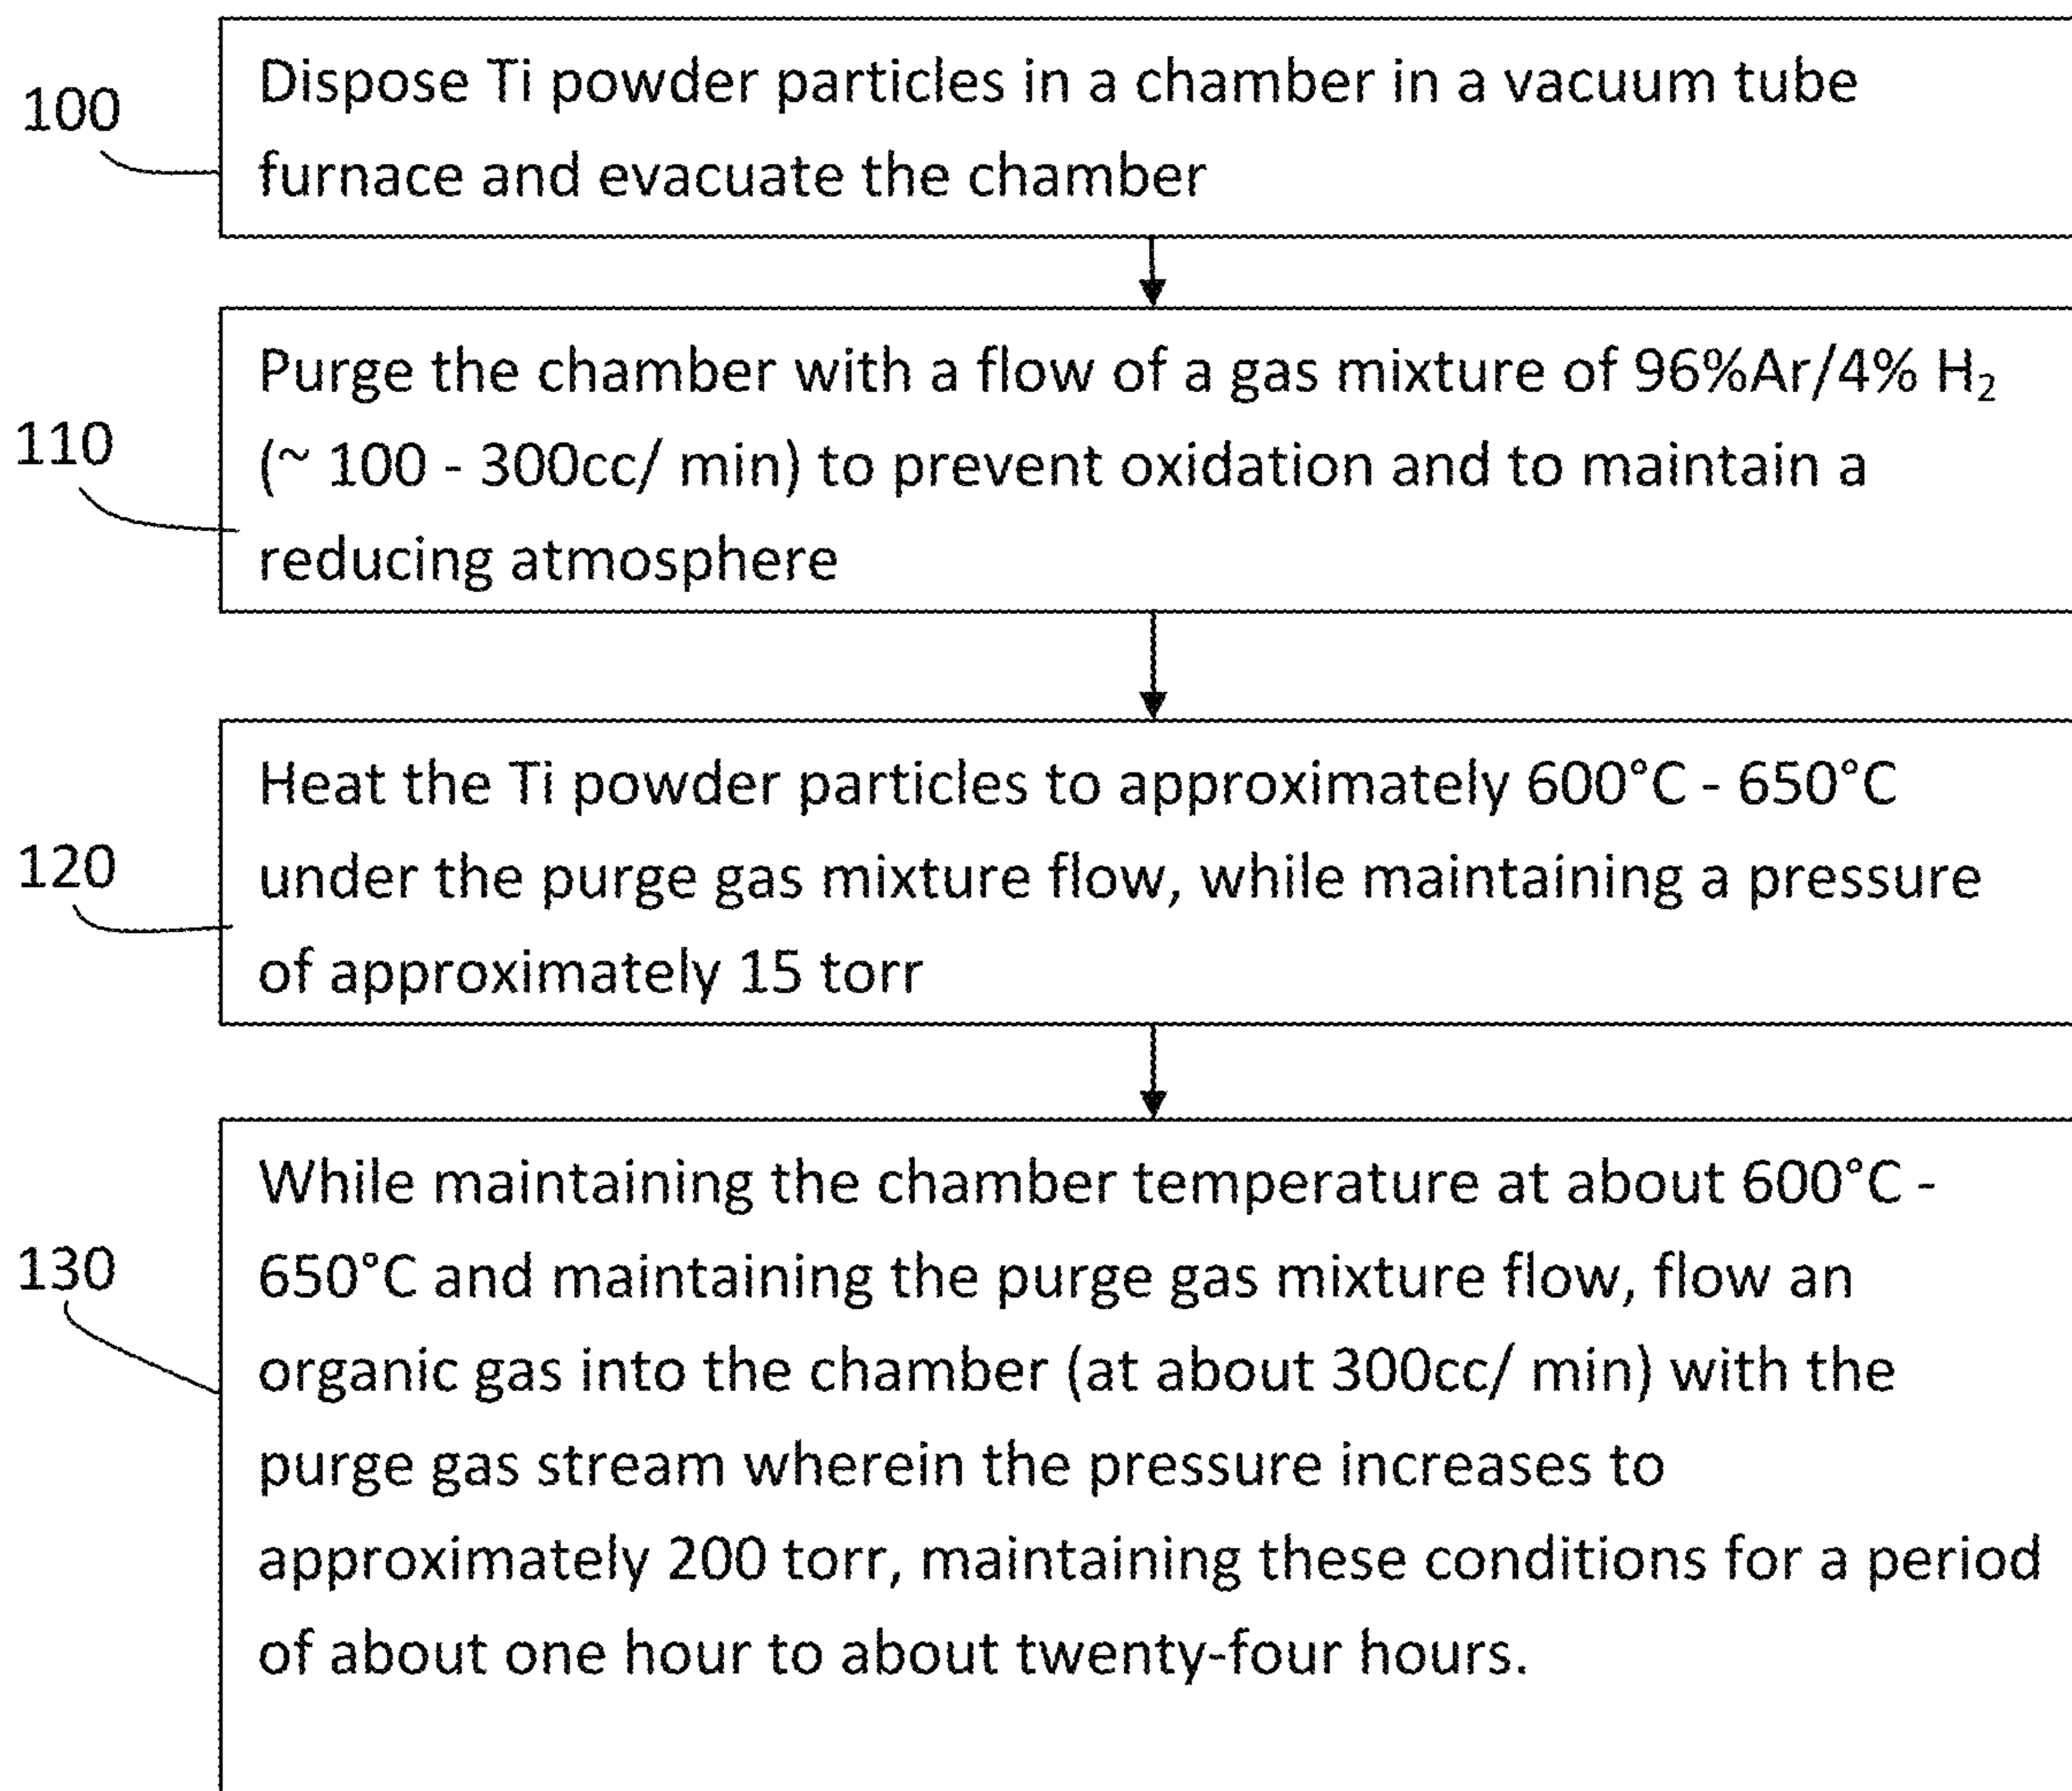 100
Dispose Ti powder particles in a chamber in a vacuum tube
furnace and evacuate the chamber
110
Purge the chamber with a flow of a gas mixture of 96%Ar/4% H₂
(~ 100 - 300cc/ min) to prevent oxidation and to maintain a
reducing atmosphere
120
Heat the Ti powder particles to approximately 600°C - 650°C
under the purge gas mixture flow, while maintaining a pressure
of approximately 15 torr
130
While maintaining the chamber temperature at about 600°C -
650°C and maintaining the purge gas mixture flow, flow an
organic gas into the chamber (at about 300cc/ min) with the
purge gas stream wherein the pressure increases to
approximately 200 torr, maintaining these conditions for a period
of about one hour to about twenty-four hours.